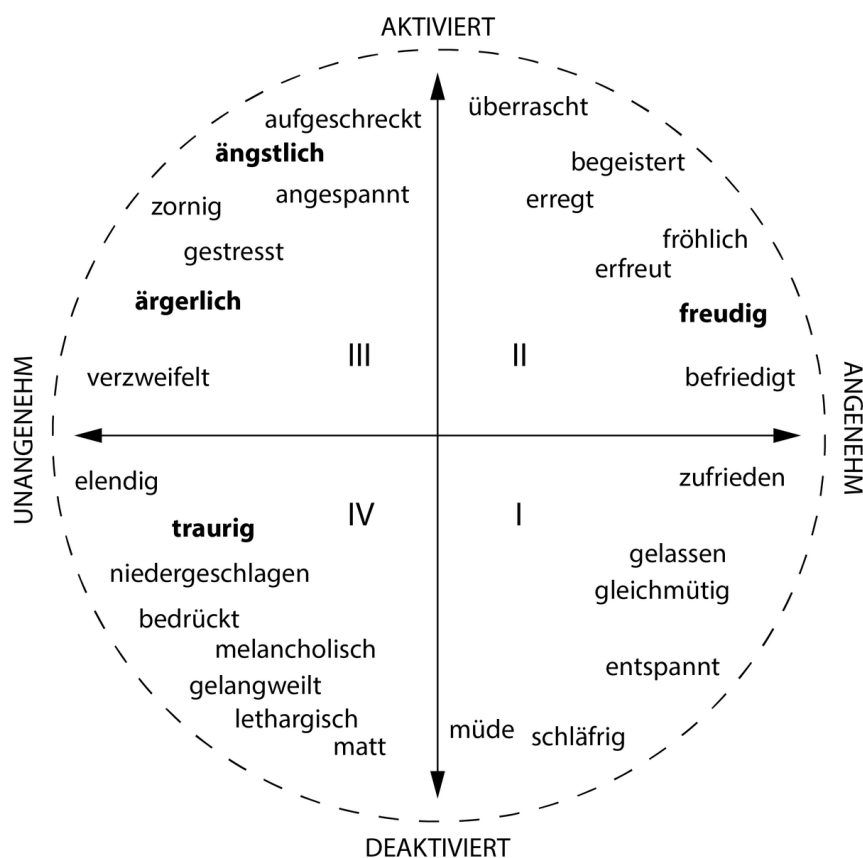 AKTIVIERT
überrascht
aufgeschreckt
ängstlich
begeistert
angespannt
erregt
zornig
fröhlich
gestresst
erfreut
ärgerlich
freudig
III
II
verzweifelt
befriedigt
UNANGENEHM
ANGENEHM
elendig
zufrieden
IV
I
traurig
gelassen
niedergeschlagen
gleichmütig
bedrückt
melancholisch
entspannt
gelangweilt
lethargisch
müde
schläfrig
matt
DEAKTIVIERT